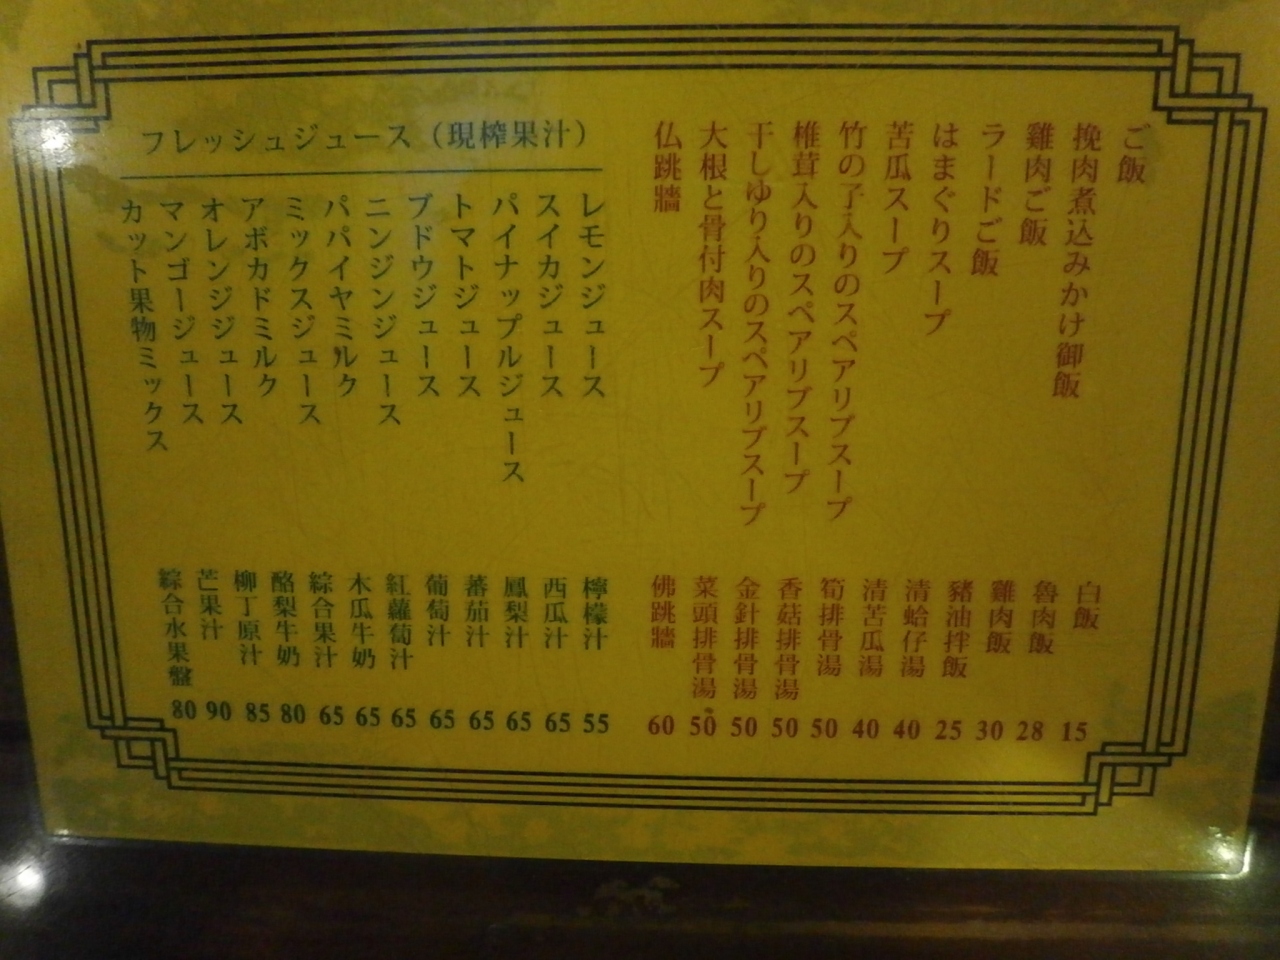 ご飯
挽肉煮込みかけ御飯
雞肉ご飯
ラードご飯
はまぐりスープ
苦瓜スープ
竹の子入りのスペアリブスープ
椎茸入りのスペアリブスープ
干しゆり入りのスペアリブスープ
大根と骨付肉スープ
仏跳牆
白飯 15
魯肉飯 28
雞肉飯 30
豬油拌飯 25
清蛤仔湯 40
清苦瓜湯 40
筍排骨湯 50
香菇排骨湯 50
金針排骨湯 50
菜頭排骨湯 50
佛跳牆 60
フレッシュジュース（現榨果汁）
レモンジュース
スイカジュース
パイナップルジュース
トマトジュース
ブドウジュース
ニンジンジュース
パパイヤミルク
ミックスジュース
アボカドミルク
オレンジジュース
マンゴージュース
カット果物ミックス
檸檬汁 55
西瓜汁 65
鳳梨汁 65
蕃茄汁 65
葡萄汁 65
紅蘿蔔汁 65
木瓜牛奶 65
綜合果汁 65
酪梨牛奶 80
柳丁原汁 85
芒果汁 90
綜合水果盤 80